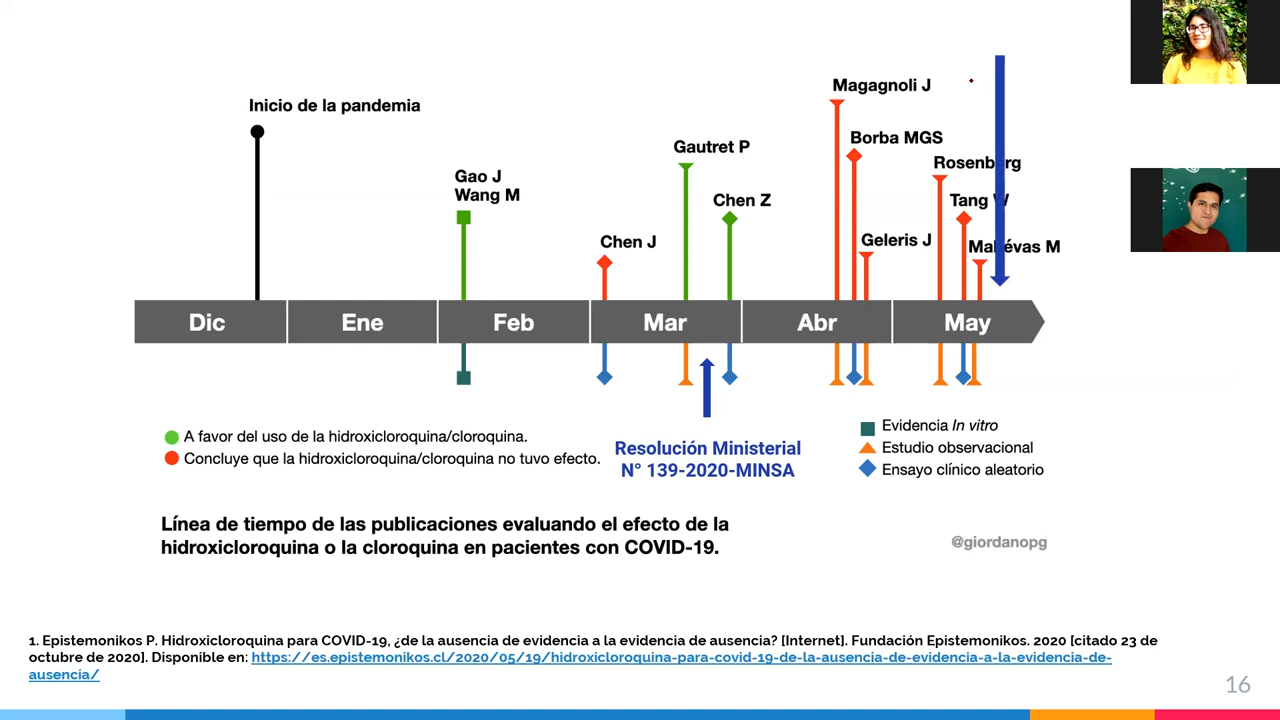 Inicio de la pandemia
Gao J
Wang M
Chen J
Gautret P
Chen Z
Magagnoli J
Borba MGS
Geleris J
Rosenberg
Tang W
Mahévas M
Dic
Ene
Feb
Mar
Abr
May
A favor del uso de la hidroxicloroquina/cloroquina.
Concluye que la hidroxicloroquina/cloroquina no tuvo efecto.
Resolución Ministerial
N° 139-2020-MINSA
Evidencia In vitro
Estudio observacional
Ensayo clínico aleatorio
Línea de tiempo de las publicaciones evaluando el efecto de la
hidroxicloroquina o la cloroquina en pacientes con COVID-19.
@giordanopg
1. Epistemonikos P. Hidroxicloroquina para COVID-19, ¿de la ausencia de evidencia a la evidencia de ausencia? [Internet]. Fundación Epistemonikos. 2020 [citado 23 de
octubre de 2020]. Disponible en: https://es.epistemonikos.cl/2020/05/19/hidroxicloroquina-para-covid-19-de-la-ausencia-de-evidencia-a-la-evidencia-de-
ausencia/
16